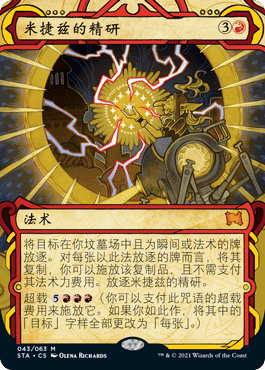 米捷兹的精研 3
法术
将目标在你坟墓场中且为瞬间或法术的牌
放逐。对每张以此法放逐的牌而言，将其
复制，你可以施放该复制品，且不需支付
其法术力费用。放逐米捷兹的精研。
超载 5（你可以支付此咒语的超载
费用来施放它。若你如此作，将其中的
「目标」字样全部更改为「每张」。）
043/063 M
STA • CS OLENA RICHARDS
™ & © 2021 Wizards of the Coast